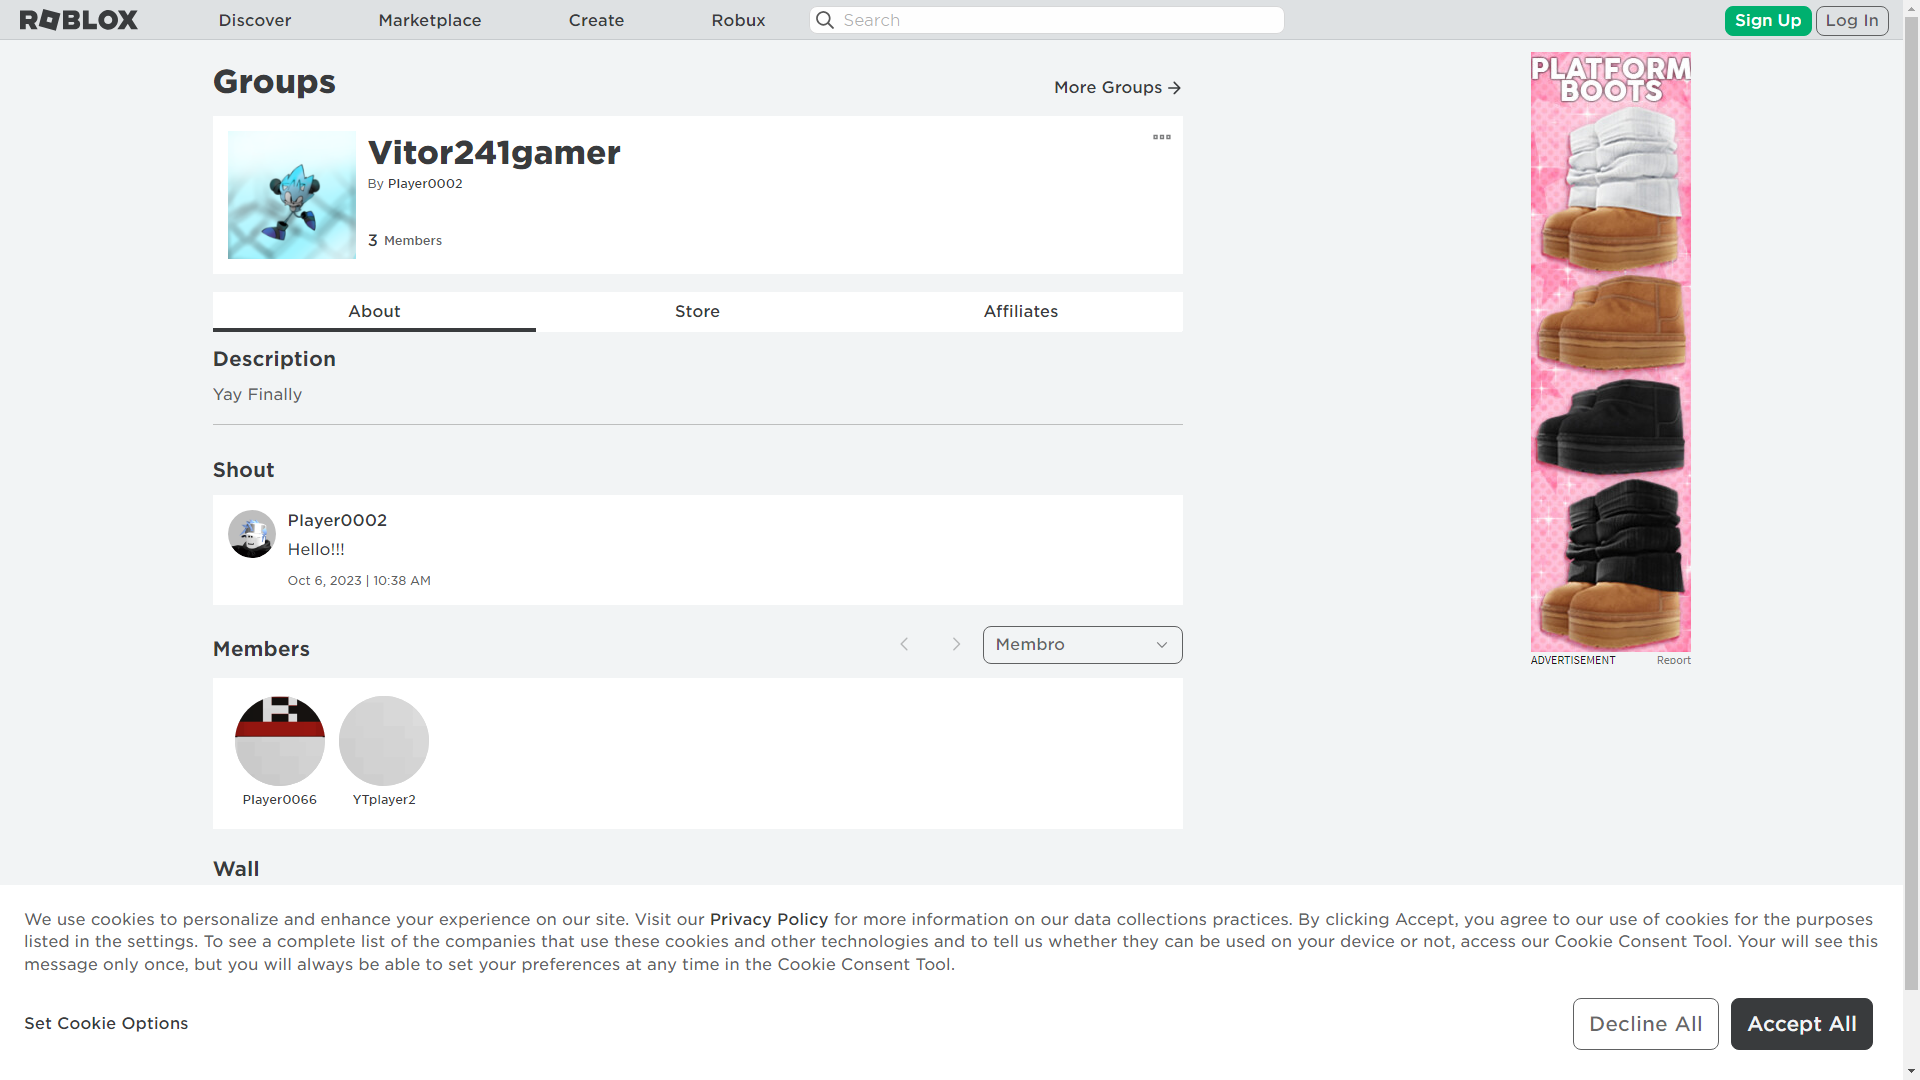 ROBLOX
Discover
Marketplace
Create
Robux
Search
Sign Up
Log In
Groups
More Groups
Vitor241gamer
By Player0002
3 Members
About
Store
Affiliates
Description
Yay Finally
Shout
Player0002
Hello!!!
Oct 6, 2023 | 10:38 AM
Members
Membro
Player0066
YTplayer2
Wall
PLATFORM
BOOTS
ADVERTISEMENT
Report
We use cookies to personalize and enhance your experience on our site. Visit our Privacy Policy for more information on our data collections practices. By clicking Accept, you agree to our use of cookies for the purposes
listed in the settings. To see a complete list of the companies that use these cookies and other technologies and to tell us whether they can be used on your device or not, access our Cookie Consent Tool. Your will see this
message only once, but you will always be able to set your preferences at any time in the Cookie Consent Tool.
Set Cookie Options
Decline All
Accept All